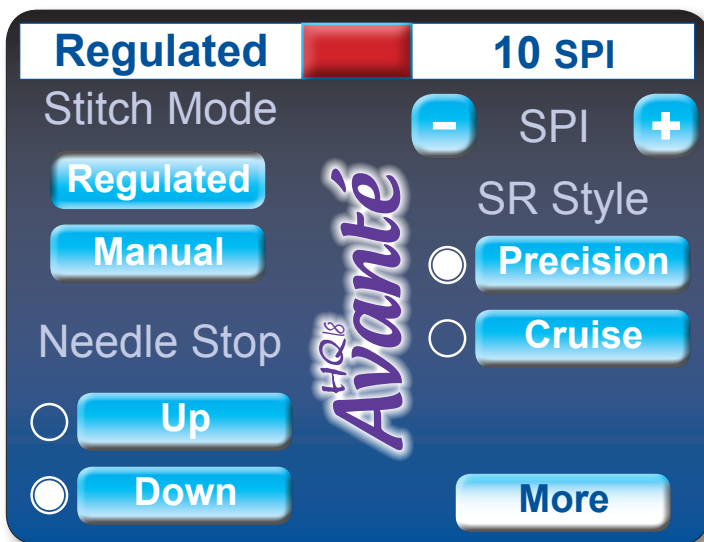 Regulated
10 SPI
Stitch Mode
Regulated
Manual
Needle Stop
Up
Down
HQ18
Avanté
- SPI +
SR Style
Precision
Cruise
More